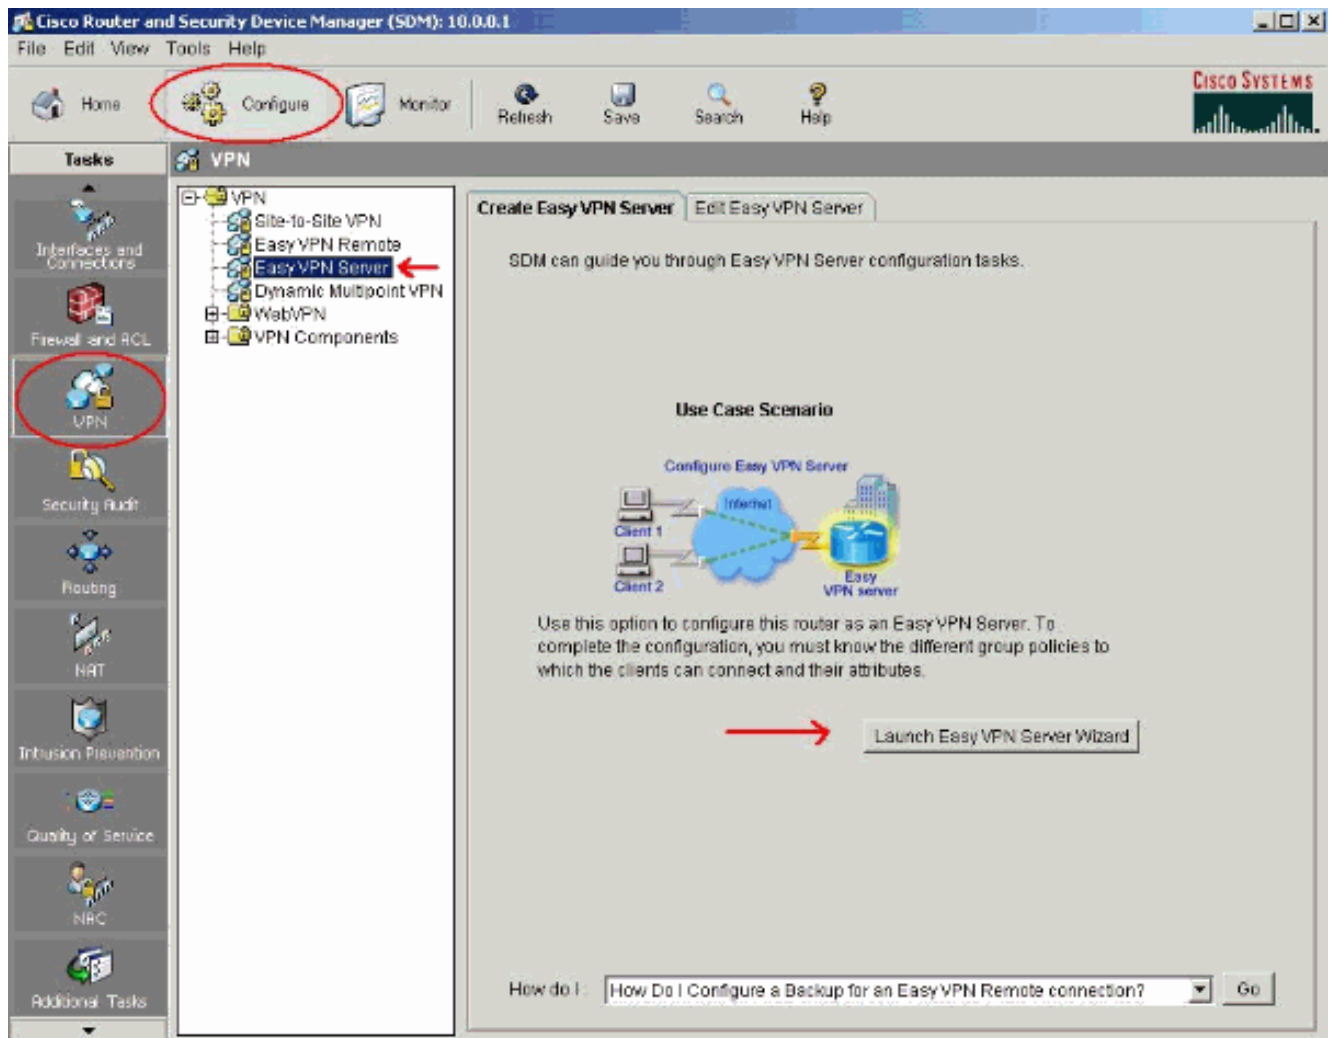 Cisco Router and Security Device Manager (SDM): 10.0.0.1
File Edit View Tools Help
Home Configure Monitor Refresh Save Search Help
CISCO SYSTEMS
Tasks
VPN
Interfaces and Connections
Firewall and ACL
VPN
Security Audit
Routing
NAT
Intrusion Prevention
Quality of Service
NAC
Additional Tasks
VPN
Site-to-Site VPN
Easy VPN Remote
Easy VPN Server
Dynamic Multipoint VPN
WebVPN
VPN Components
Create Easy VPN Server Edit Easy VPN Server
SDM can guide you through Easy VPN Server configuration tasks.
Use Case Scenario
Configure Easy VPN Server
Internet
Client 1
Client 2
Easy
VPN server
Use this option to configure this router as an Easy VPN Server. To
complete the configuration, you must know the different group policies to
which the clients can connect and their attributes.
Launch Easy VPN Server Wizard
How do I: How Do I Configure a Backup for an Easy VPN Remote connection? Go